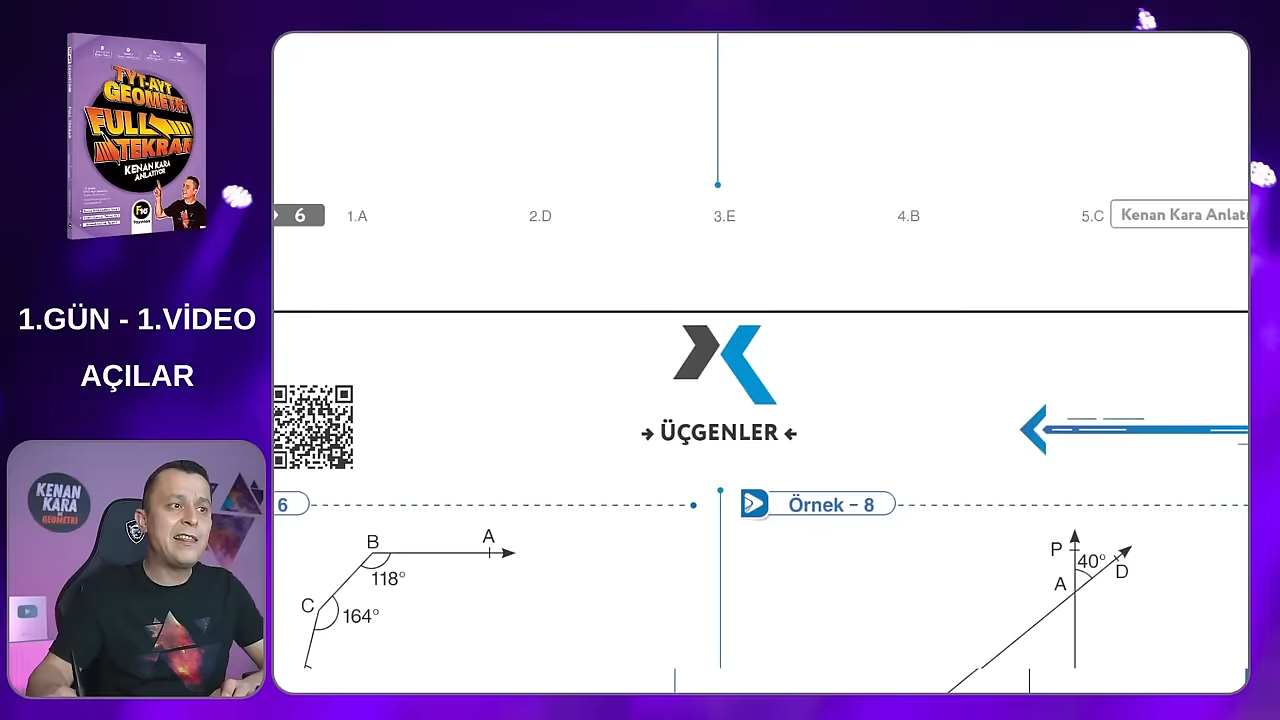 TYT-AYT
GEOMETRİ
FULL
TEKRAR
KENAN KARA
ANLATIYOR
1.GÜN - 1.VİDEO
AÇILAR
KENAN
KARA
GEOMETRİ
6 1.A 2.D 3.E 4.B 5.C Kenan Kara Anlatı
ÜÇGENLER
6
B A
118°
C
164°
Örnek - 8
P
40°
D
A